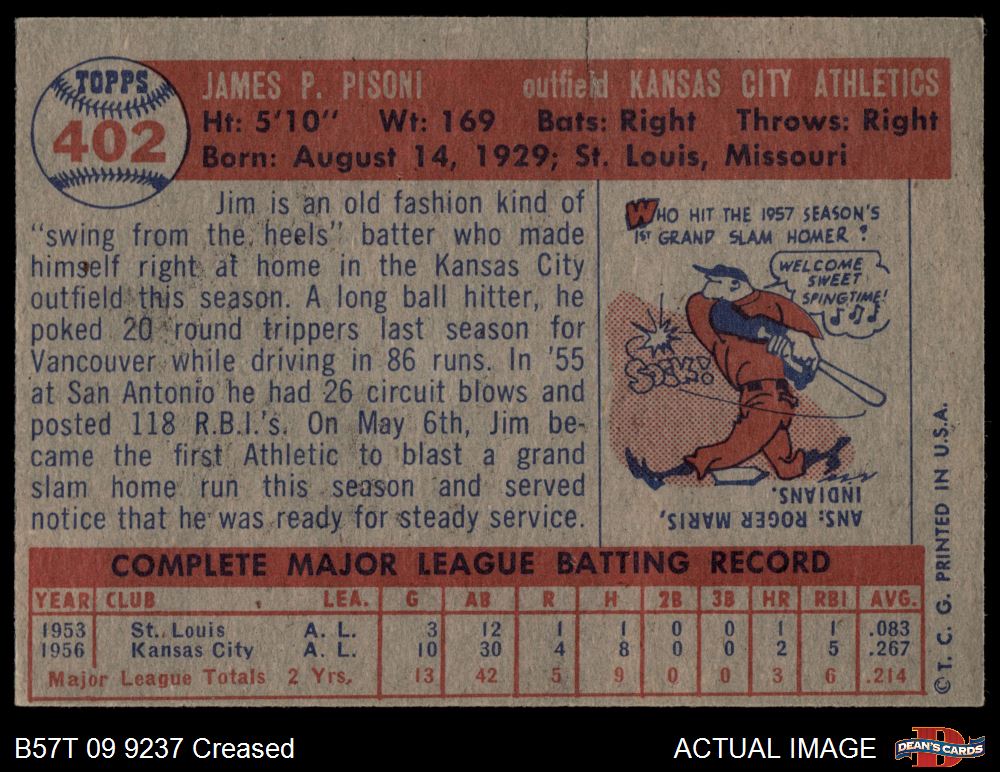 TOPPS
402
JAMES P. PISONI outfield KANSAS CITY ATHLETICS
Ht: 5'10" Wt: 169 Bats: Right Throws: Right
Born: August 14, 1929; St. Louis, Missouri
Jim is an old fashion kind of
"swing from the heels" batter who made
himself right at home in the Kansas City
outfield this season. A long ball hitter, he
poked 20 round trippers last season for
Vancouver while driving in 86 runs. In '55
at San Antonio he had 26 circuit blows and
posted 118 R.B.I.'s. On May 6th, Jim be-
came the first Athletic to blast a grand
slam home run this season and served
notice that he was ready for steady service.
WHO HIT THE 1957 SEASON'S
1ST GRAND SLAM HOMER?
WELCOME
SWEET
SPINGTIME!
ANS: ROGER MARIS,
INDIANS.
© T. C. G. PRINTED IN U.S.A.
COMPLETE MAJOR LEAGUE BATTING RECORD
YEAR CLUB LEA. G AB R H 2B 3B HR RBI AVG.
1953 St. Louis A. L. 3 12 1 1 0 0 1 1 .083
1956 Kansas City A. L. 10 30 4 8 0 0 2 5 .267
Major League Totals 2 Yrs. 13 42 5 9 0 0 3 6 .214
B57T 09 9237 Creased
ACTUAL IMAGE
DEAN'S CARDS